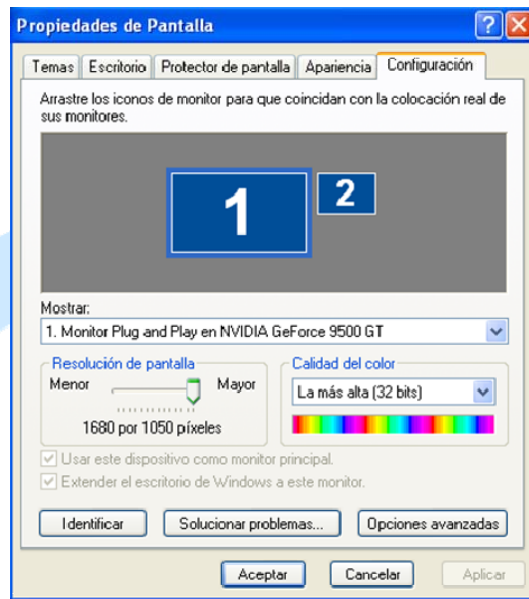 Propiedades de Pantalla
Temas Escritorio Protector de pantalla Apariencia Configuración
Arrastre los iconos de monitor para que coincidan con la colocación real de
sus monitores.
1 2
Mostrar:
1. Monitor Plug and Play en NVIDIA GeForce 9500 GT
Resolución de pantalla
Menor Mayor
1680 por 1050 píxeles
Calidad del color
La más alta (32 bits)
Usar este dispositivo como monitor principal.
Extender el escritorio de Windows a este monitor.
Identificar Solucionar problemas... Opciones avanzadas
Aceptar Cancelar Aplicar